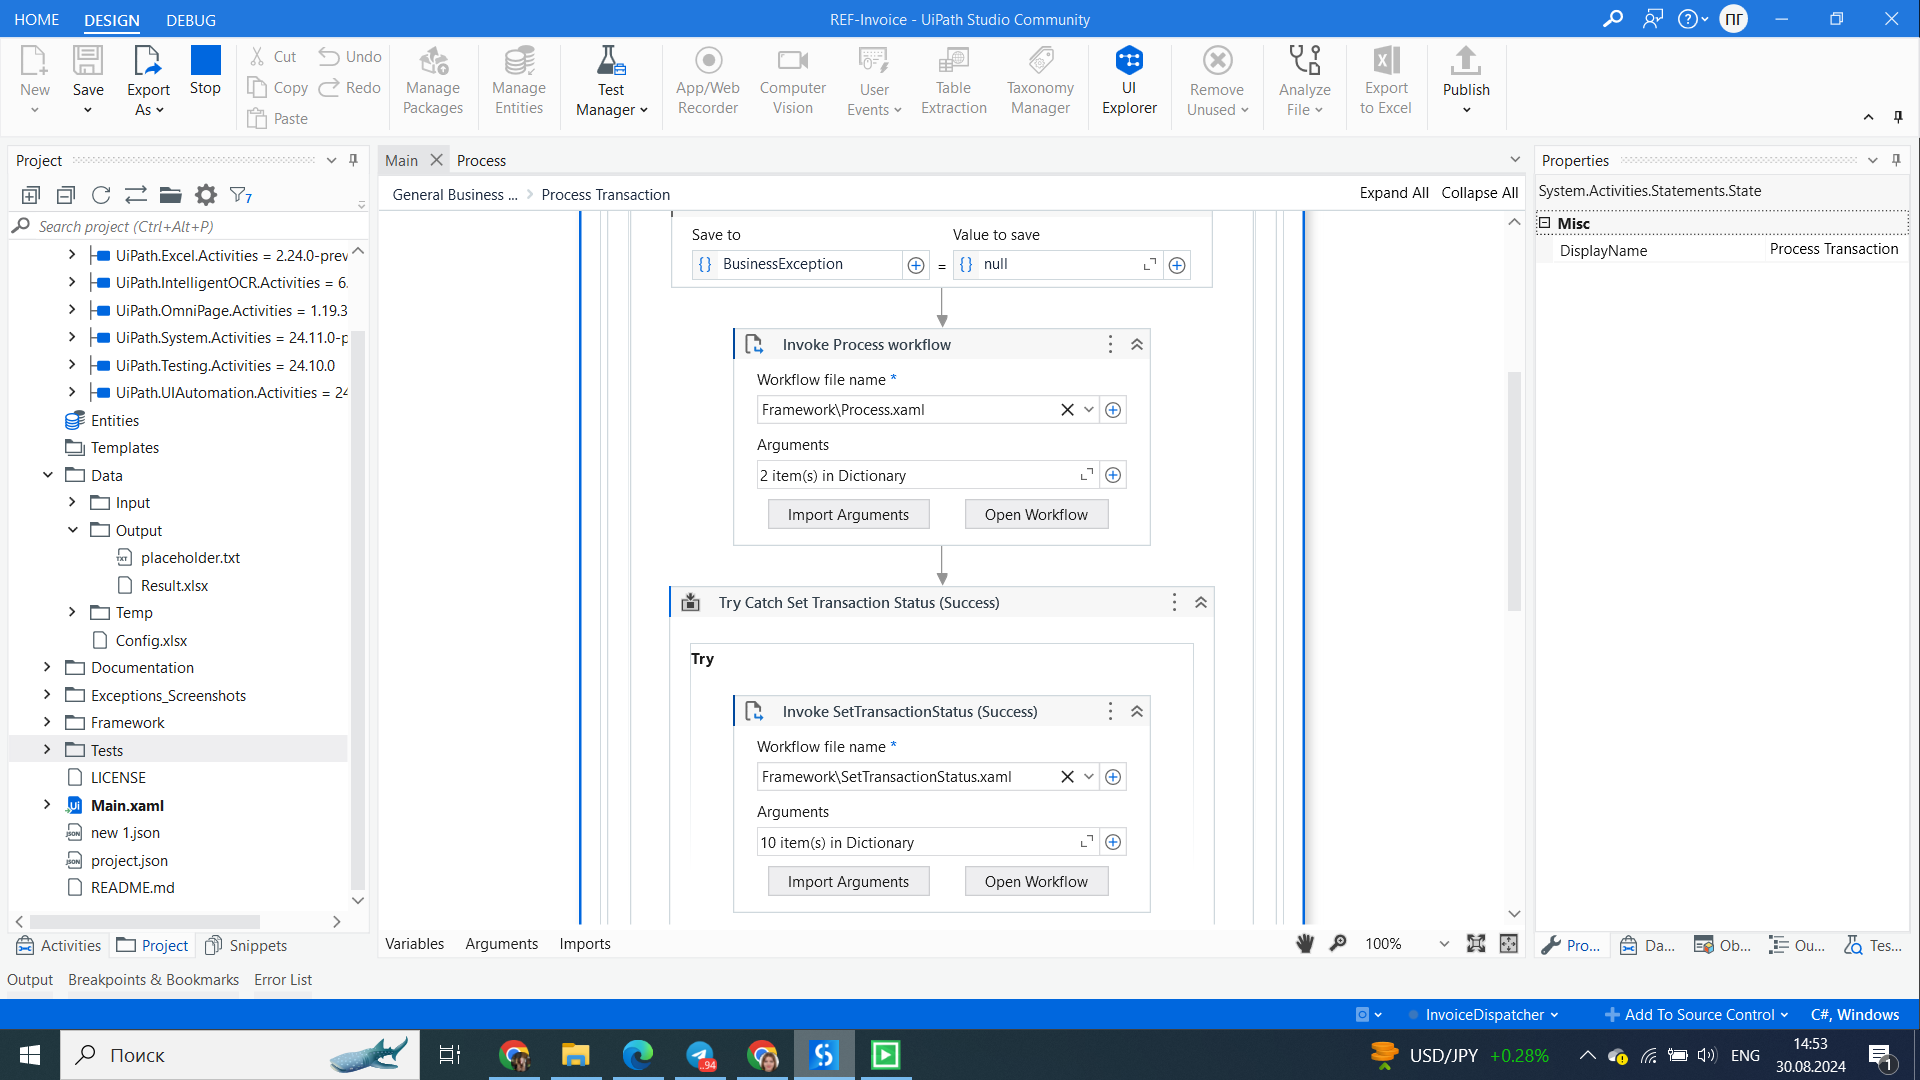 HOME DESIGN DEBUG REF-Invoice - UiPath Studio Community ПГ
New Save Export As Stop Cut Copy Paste Undo Redo Manage Packages Manage Entities Test Manager App/Web Recorder Computer Vision User Events Table Extraction Taxonomy Manager UI Explorer Remove Unused Analyze File Export to Excel Publish
Project
7
Search project (Ctrl+Alt+P)
UiPath.Excel.Activities = 2.24.0-prev
UiPath.IntelligentOCR.Activities = 6.
UiPath.OmniPage.Activities = 1.19.3
UiPath.System.Activities = 24.11.0-p
UiPath.Testing.Activities = 24.10.0
UiPath.UIAutomation.Activities = 24
Entities
Templates
Data
Input
Output
placeholder.txt
Result.xlsx
Temp
Config.xlsx
Documentation
Exceptions_Screenshots
Framework
Tests
LICENSE
Main.xaml
new 1.json
project.json
README.md
Activities Project Snippets
Main Process
General Business ... Process Transaction Expand All Collapse All
Save to Value to save
{} BusinessException = {} null
Invoke Process workflow
Workflow file name *
Framework\Process.xaml
Arguments
2 item(s) in Dictionary
Import Arguments Open Workflow
Try Catch Set Transaction Status (Success)
Try
Invoke SetTransactionStatus (Success)
Workflow file name *
Framework\SetTransactionStatus.xaml
Arguments
10 item(s) in Dictionary
Import Arguments Open Workflow
Variables Arguments Imports 100%
Properties
System.Activities.Statements.State
Misc
DisplayName Process Transaction
Pro... Da... Ob... Ou... Tes...
Output Breakpoints & Bookmarks Error List
InvoiceDispatcher Add To Source Control C#, Windows
Поиск ..94 USD/JPY +0.28% ENG 14:53
30.08.2024 1